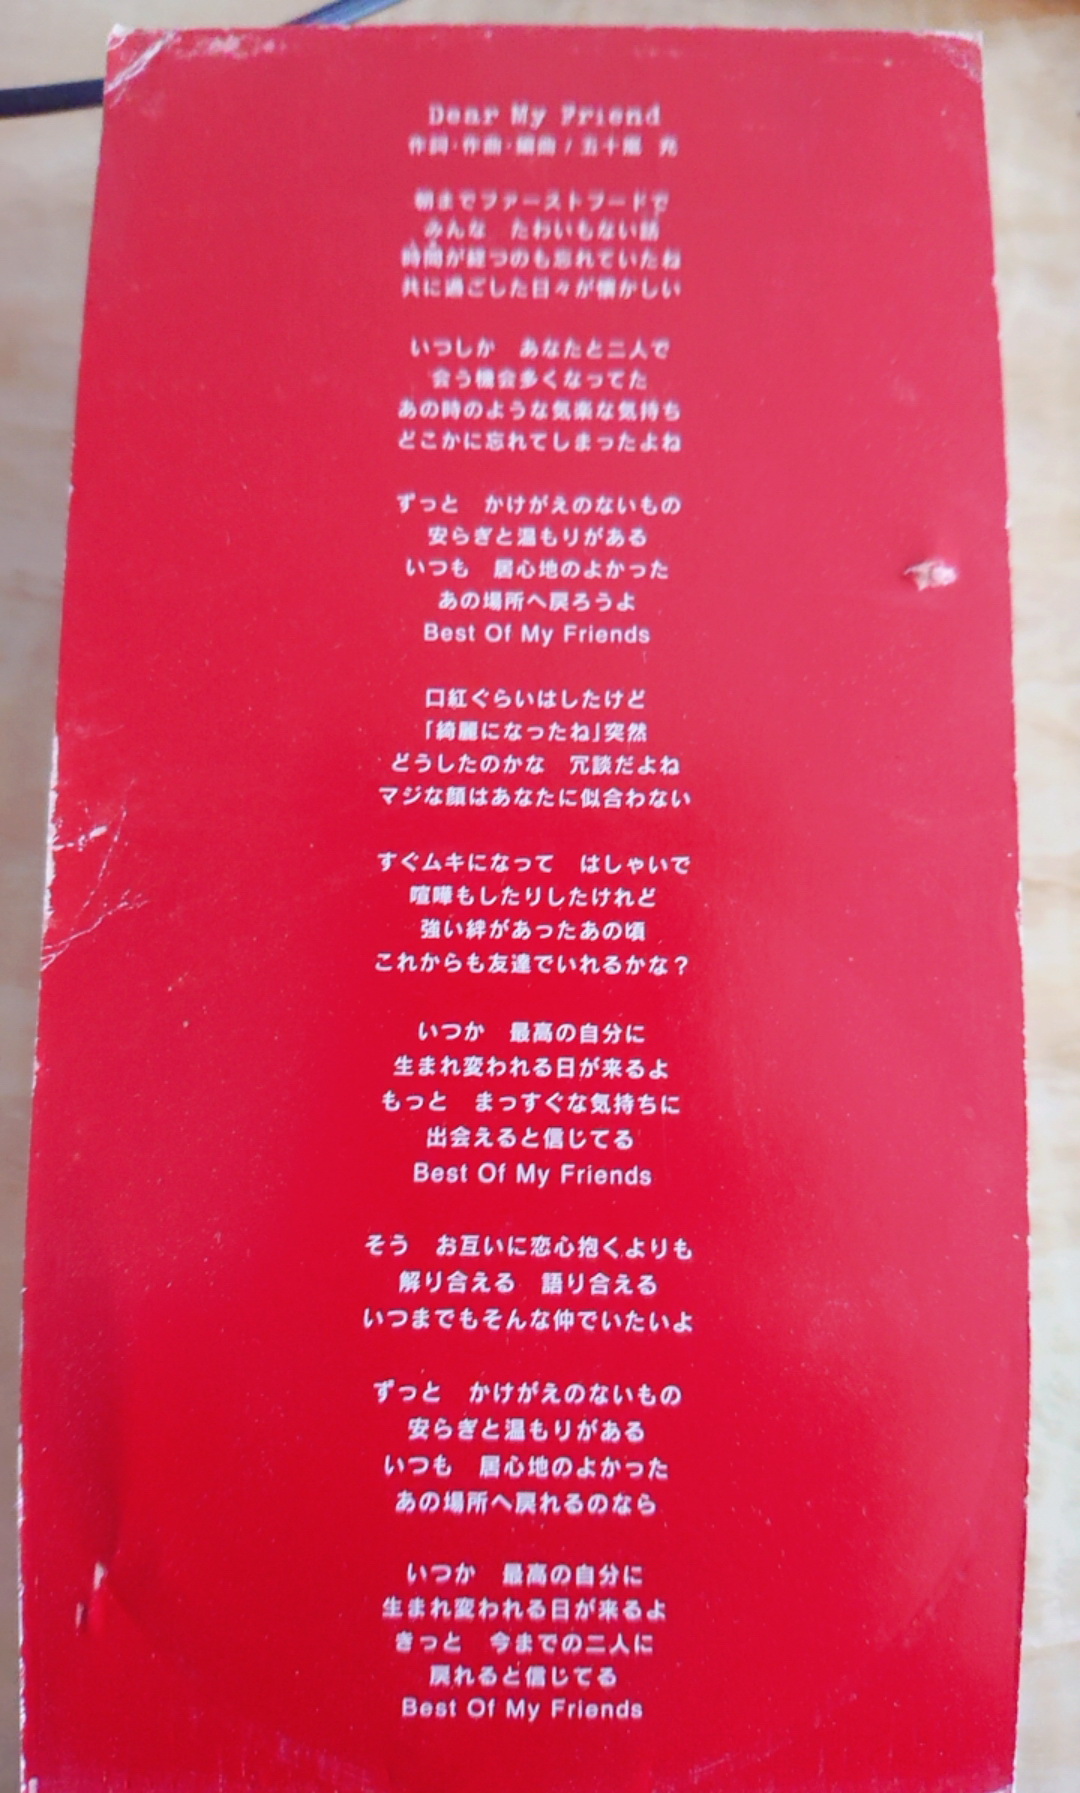 Dear My Friend
作詞・作曲・編曲 / 五十嵐 充
朝までファーストフードで
みんな たわいもない話
時間が経つのも忘れていたね
共に過ごした日々が懐かしい
いつしか あなたと二人で
会う機会多くなってた
あの時のような気楽な気持ち
どこかに忘れてしまったよね
ずっと かけがえのないもの
安らぎと温もりがある
いつも 居心地のよかった
あの場所へ戻ろうよ
Best Of My Friends
口紅ぐらいはしたけど
「綺麗になったね」突然
どうしたのかな 冗談だよね
マジな顔はあなたに似合わない
すぐムキになって はしゃいで
喧嘩もしたりしたけれど
強い絆があったあの頃
これからも友達でいれるかな？
いつか 最高の自分に
生まれ変われる日が来るよ
もっと まっすぐな気持ちに
出会えると信じてる
Best Of My Friends
そう お互いに恋心抱くよりも
解り合える 語り合える
いつまでもそんな仲でいたいよ
ずっと かけがえのないもの
安らぎと温もりがある
いつも 居心地のよかった
あの場所へ戻れるのなら
いつか 最高の自分に
生まれ変われる日が来るよ
きっと 今までの二人に
戻れると信じてる
Best Of My Friends